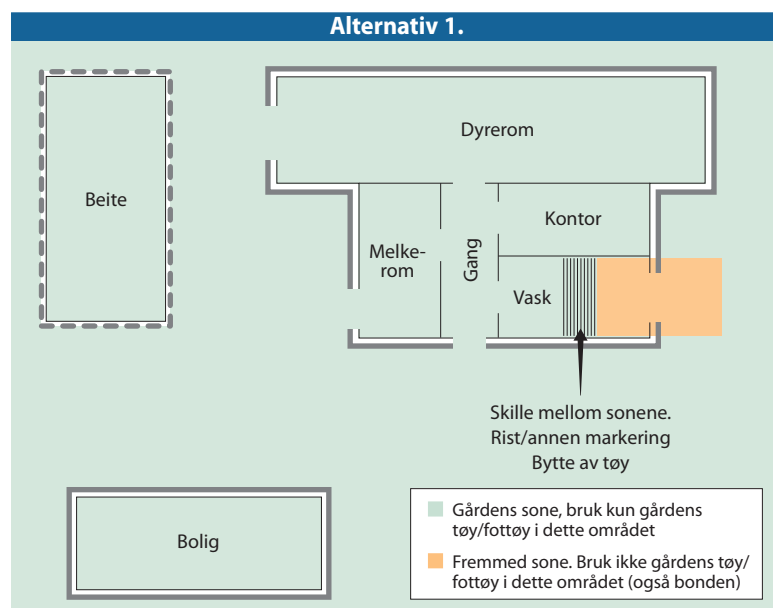 Alternativ 1.
Dyrerom
Beite
Kontor
Melke-
rom
Gang
Vask
Skille mellom sonene.
Rist/annen markering
Bytte av tøy
Bolig
Gårdens sone, bruk kun gårdens
tøy/fottøy i dette området
Fremmed sone. Bruk ikke gårdens tøy/
fottøy i dette området (også bonden)